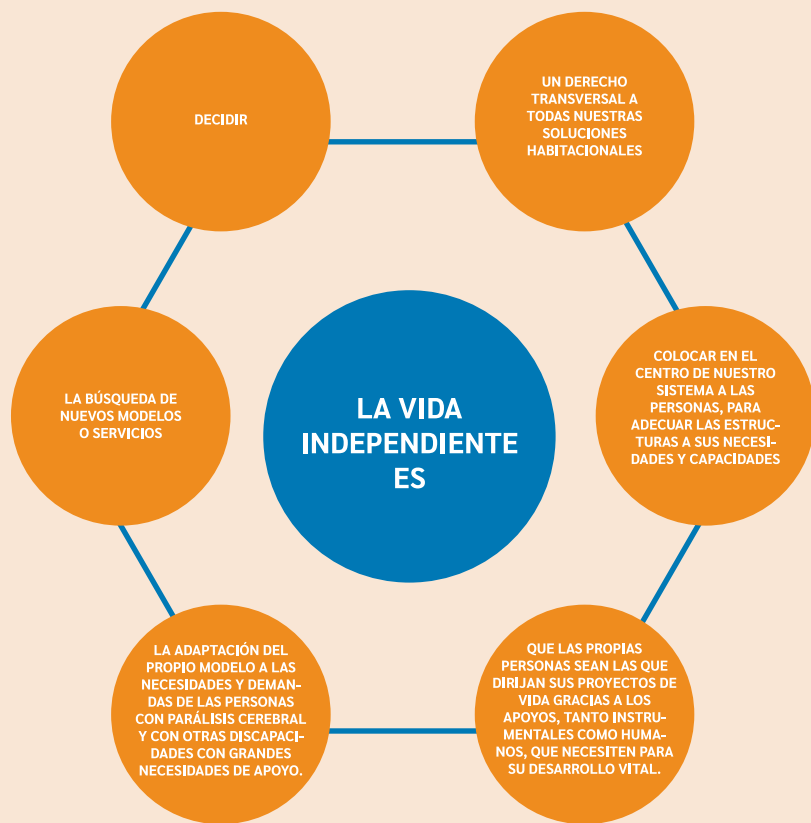 DECIDIR
UN DERECHO
TRANSVERSAL A
TODAS NUESTRAS
SOLUCIONES
HABITACIONALES
COLOCAR EN EL
CENTRO DE NUESTRO
SISTEMA A LAS
PERSONAS, PARA
ADECUAR LAS ESTRUC-
TURAS A SUS NECESI-
DADES Y CAPACIDADES
QUE LAS PROPIAS
PERSONAS SEAN LAS QUE
DIRIJAN SUS PROYECTOS DE
VIDA GRACIAS A LOS
APOYOS, TANTO INSTRU-
MENTALES COMO HUMA-
NOS, QUE NECESITEN PARA
SU DESARROLLO VITAL.
LA ADAPTACIÓN DEL
PROPIO MODELO A LAS
NECESIDADES Y DEMAN-
DAS DE LAS PERSONAS
CON PARÁLISIS CEREBRAL
Y CON OTRAS DISCAPACI-
DADES CON GRANDES
NECESIDADES DE APOYO.
LA BÚSQUEDA DE
NUEVOS MODELOS
O SERVICIOS
LA VIDA
INDEPENDIENTE
ES